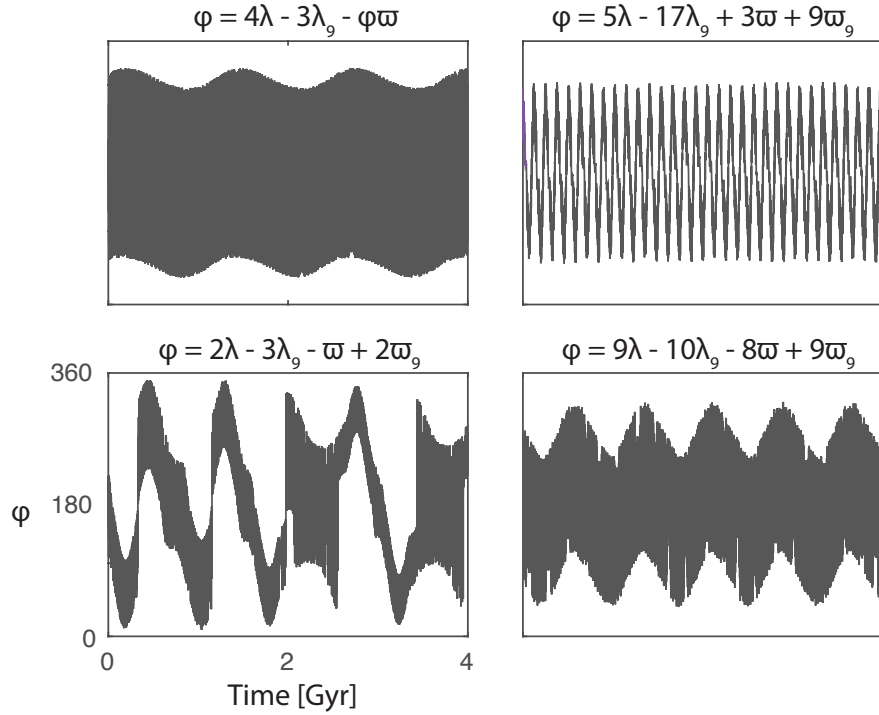 φ = 4λ - 3λ₉ - φϖ
φ = 5λ - 17λ₉ + 3ϖ + 9ϖ₉
φ = 2λ - 3λ₉ - ϖ + 2ϖ₉
φ = 9λ - 10λ₉ - 8ϖ + 9ϖ₉
360
180
φ
0
0 2 4
Time [Gyr]